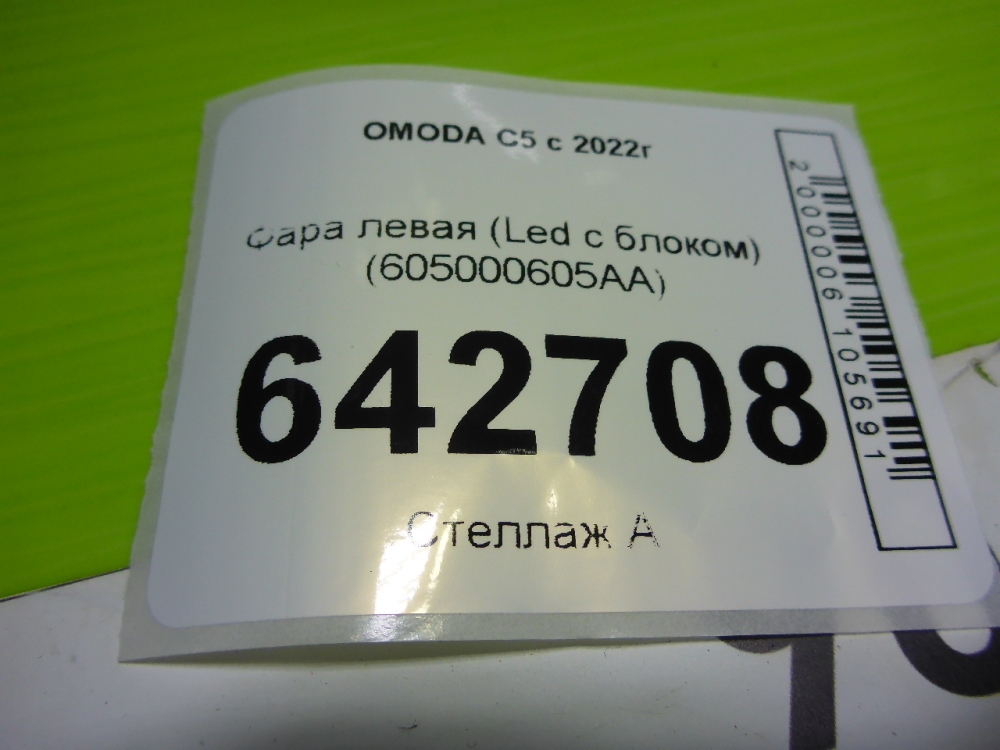 OMODA C5 с 2022г
Фара левая (Led с блоком)
(605000605AA)
642708
Стеллаж А
2000006105691